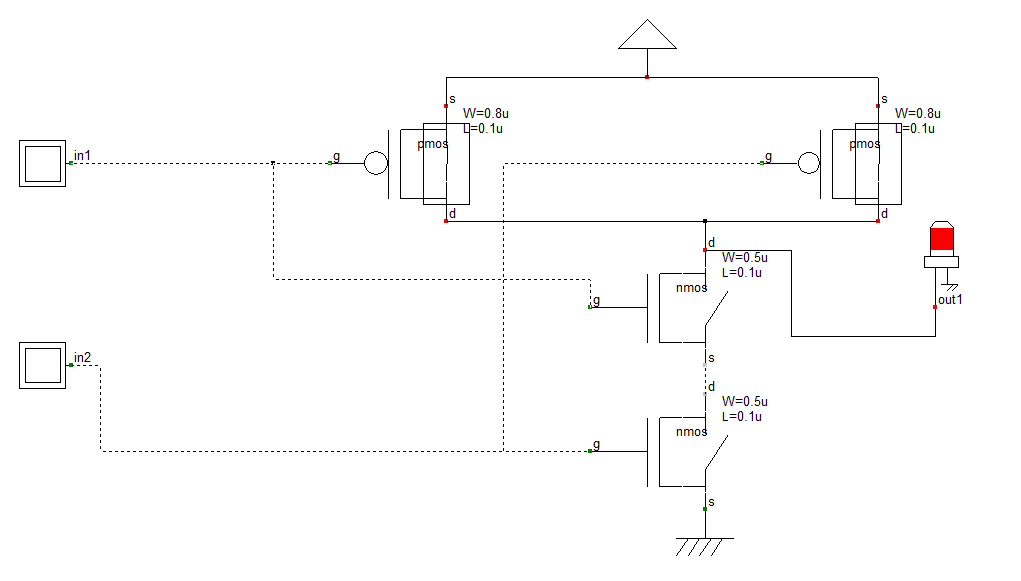 s
W=0.8u
L=0.1u
pmos
g
d
s
W=0.8u
L=0.1u
pmos
g
d
in1
d
W=0.5u
L=0.1u
nmos
g
s
out1
in2
d
W=0.5u
L=0.1u
nmos
g
s